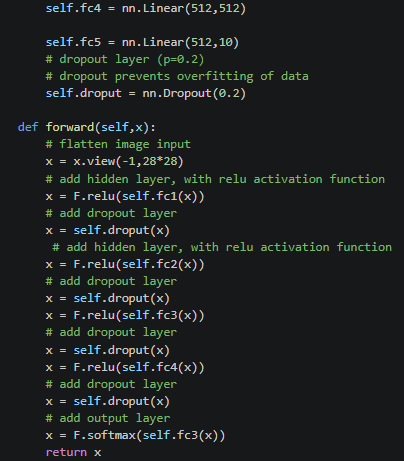 self.fc4 = nn.Linear(512,512)
self.fc5 = nn.Linear(512,10)
# dropout layer (p=0.2)
# dropout prevents overfitting of data
self.droput = nn.Dropout(0.2)
def forward(self,x):
# flatten image input
x = x.view(-1,28*28)
# add hidden layer, with relu activation function
x = F.relu(self.fc1(x))
# add dropout layer
x = self.droput(x)
# add hidden layer, with relu activation function
x = F.relu(self.fc2(x))
# add dropout layer
x = self.droput(x)
x = F.relu(self.fc3(x))
# add dropout layer
x = self.droput(x)
x = F.relu(self.fc4(x))
# add dropout layer
x = self.droput(x)
# add output layer
x = F.softmax(self.fc3(x))
return x